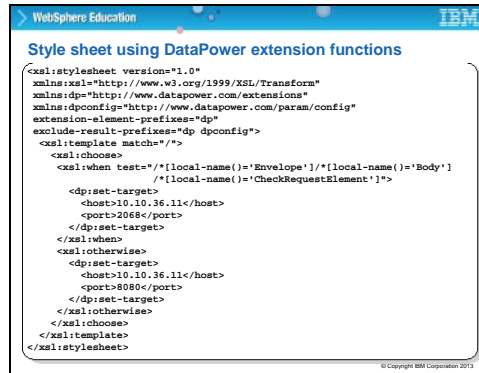 WebSphere Education
IBM
Style sheet using DataPower extension functions
<xsl:stylesheet version="1.0"
xmlns:xsl="http://www.w3.org/1999/XSL/Transform"
xmlns:dp="http://www.datapower.com/extensions"
xmlns:dpconfig="http://www.datapower.com/param/config"
extension-element-prefixes="dp"
exclude-result-prefixes="dp dpconfig">
<xsl:template match="/">
<xsl:choose>
<xsl:when test="/*[local-name()='Envelope']/*[local-name()='Body']
/*[local-name()='CheckRequestElement']">
<dp:set-target>
<host>10.10.36.11</host>
<port>2068</port>
</dp:set-target>
</xsl:when>
<xsl:otherwise>
<dp:set-target>
<host>10.10.36.11</host>
<port>8080</port>
</dp:set-target>
</xsl:otherwise>
</xsl:choose>
</xsl:template>
</xsl:stylesheet>
© Copyright IBM Corporation 2013